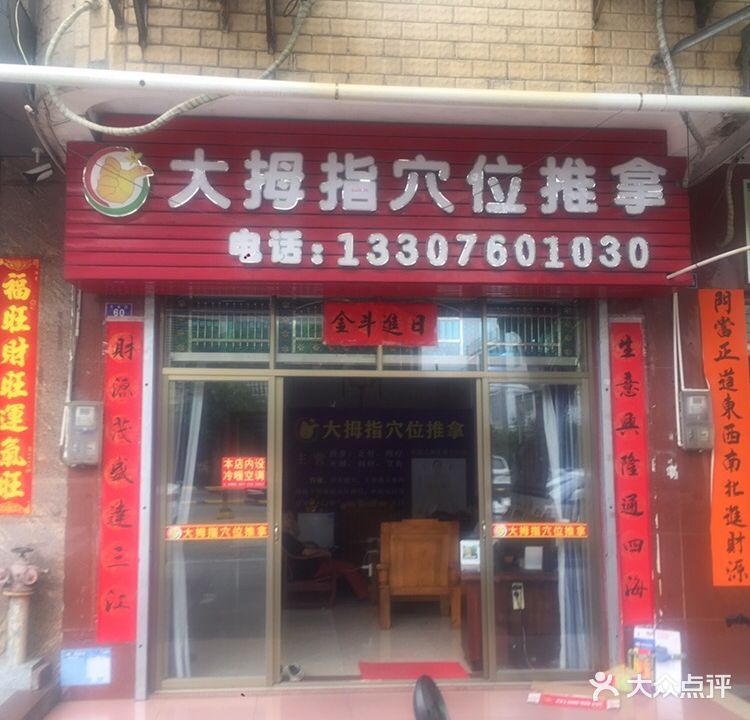 大拇指穴位推拿
电话：13307601030
金斗進日
60
福旺財旺運氣旺
財源茂盛達三江
生意興隆通四海
門當正道東西南北進財源
大拇指穴位推拿
本店内设
冷暖空调
大拇指穴位推拿
大拇指穴位推拿
大众点评